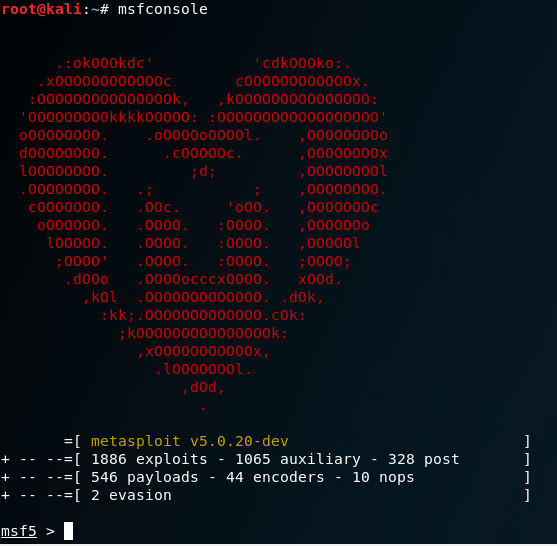 root@kali:~# msfconsole
      .:okOOOkdc'           'cdkOOOko:.
    .xOOOOOOOOOOOOc       cOOOOOOOOOOOOx.
   :OOOOOOOOOOOOOOOk,   ,kOOOOOOOOOOOOOOO:
  'OOOOOOOOOkkkkOOOOO: :OOOOOOOOOOOOOOOOOO'
  oOOOOOOOO.    .oOOOOoOOOOl.    ,OOOOOOOOo
  dOOOOOOOO.      .cOOOOOc.      ,OOOOOOOOx
  lOOOOOOOO.         ;d;         ,OOOOOOOOl
  .OOOOOOOO.   .;           ;    ,OOOOOOOO.
   cOOOOOOO.   .OOc.     'oOO.   ,OOOOOOOc
    oOOOOOO.   .OOOO.   :OOOO.   ,OOOOOOo
     lOOOOO.   .OOOO.   :OOOO.   ,OOOOOl
      ;OOOO'   .OOOO.   :OOOO.   ;OOOO;
       .dOOo   .OOOOocccxOOOO.   xOOd.
         ,kOl  .OOOOOOOOOOOOO. .dOk,
           :kk;.OOOOOOOOOOOOO.cOk:
             ;kOOOOOOOOOOOOOOOk:
               ,xOOOOOOOOOOOx,
                 .lOOOOOOOl.
                    ,dOd,
                      .
       =[ metasploit v5.0.20-dev                          ]
+ -- --=[ 1886 exploits - 1065 auxiliary - 328 post       ]
+ -- --=[ 546 payloads - 44 encoders - 10 nops            ]
+ -- --=[ 2 evasion                                       ]
msf5 >